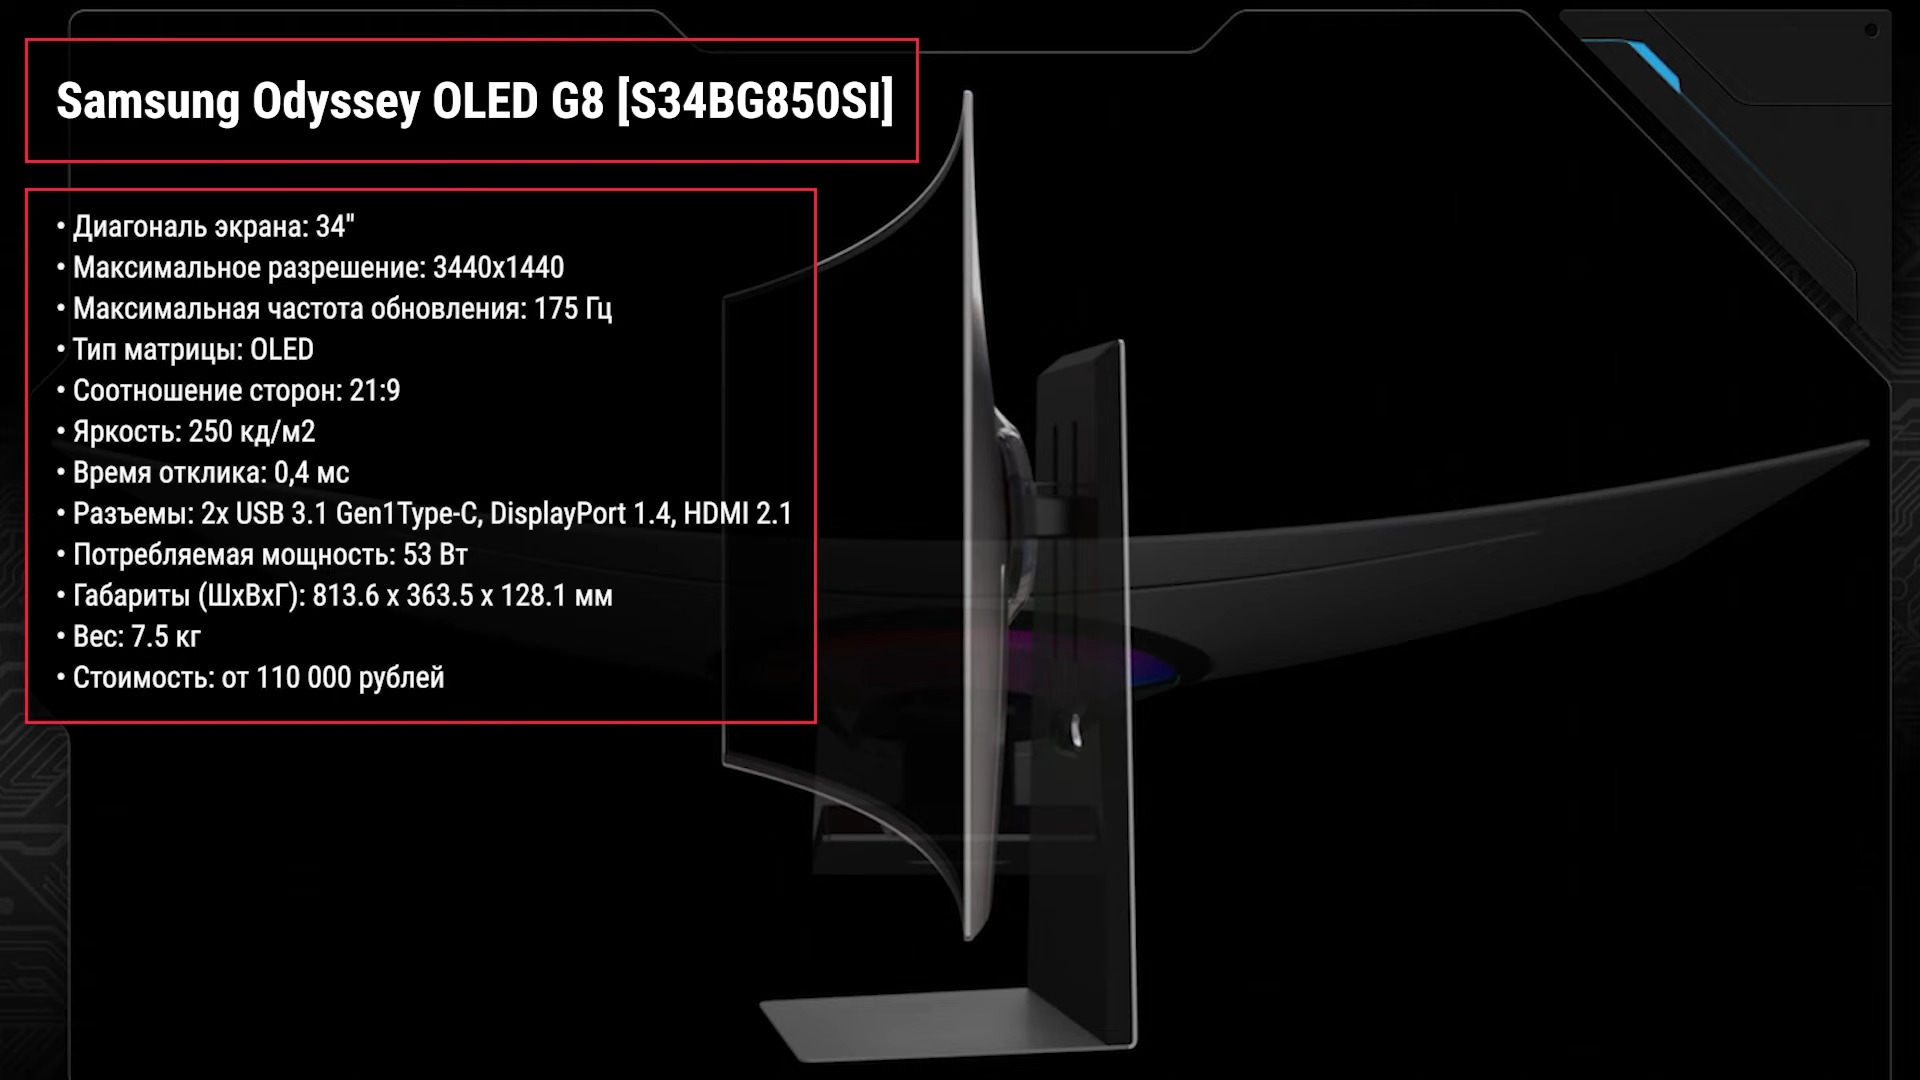 Samsung Odyssey OLED G8 [S34BG850SI]
• Диагональ экрана: 34"
• Максимальное разрешение: 3440x1440
• Максимальная частота обновления: 175 Гц
• Тип матрицы: OLED
• Соотношение сторон: 21:9
• Яркость: 250 кд/м2
• Время отклика: 0,4 мс
• Разъемы: 2x USB 3.1 Gen1Type-C, DisplayPort 1.4, HDMI 2.1
• Потребляемая мощность: 53 Вт
• Габариты (ШхВхГ): 813.6 x 363.5 x 128.1 мм
• Вес: 7.5 кг
• Стоимость: от 110 000 рублей